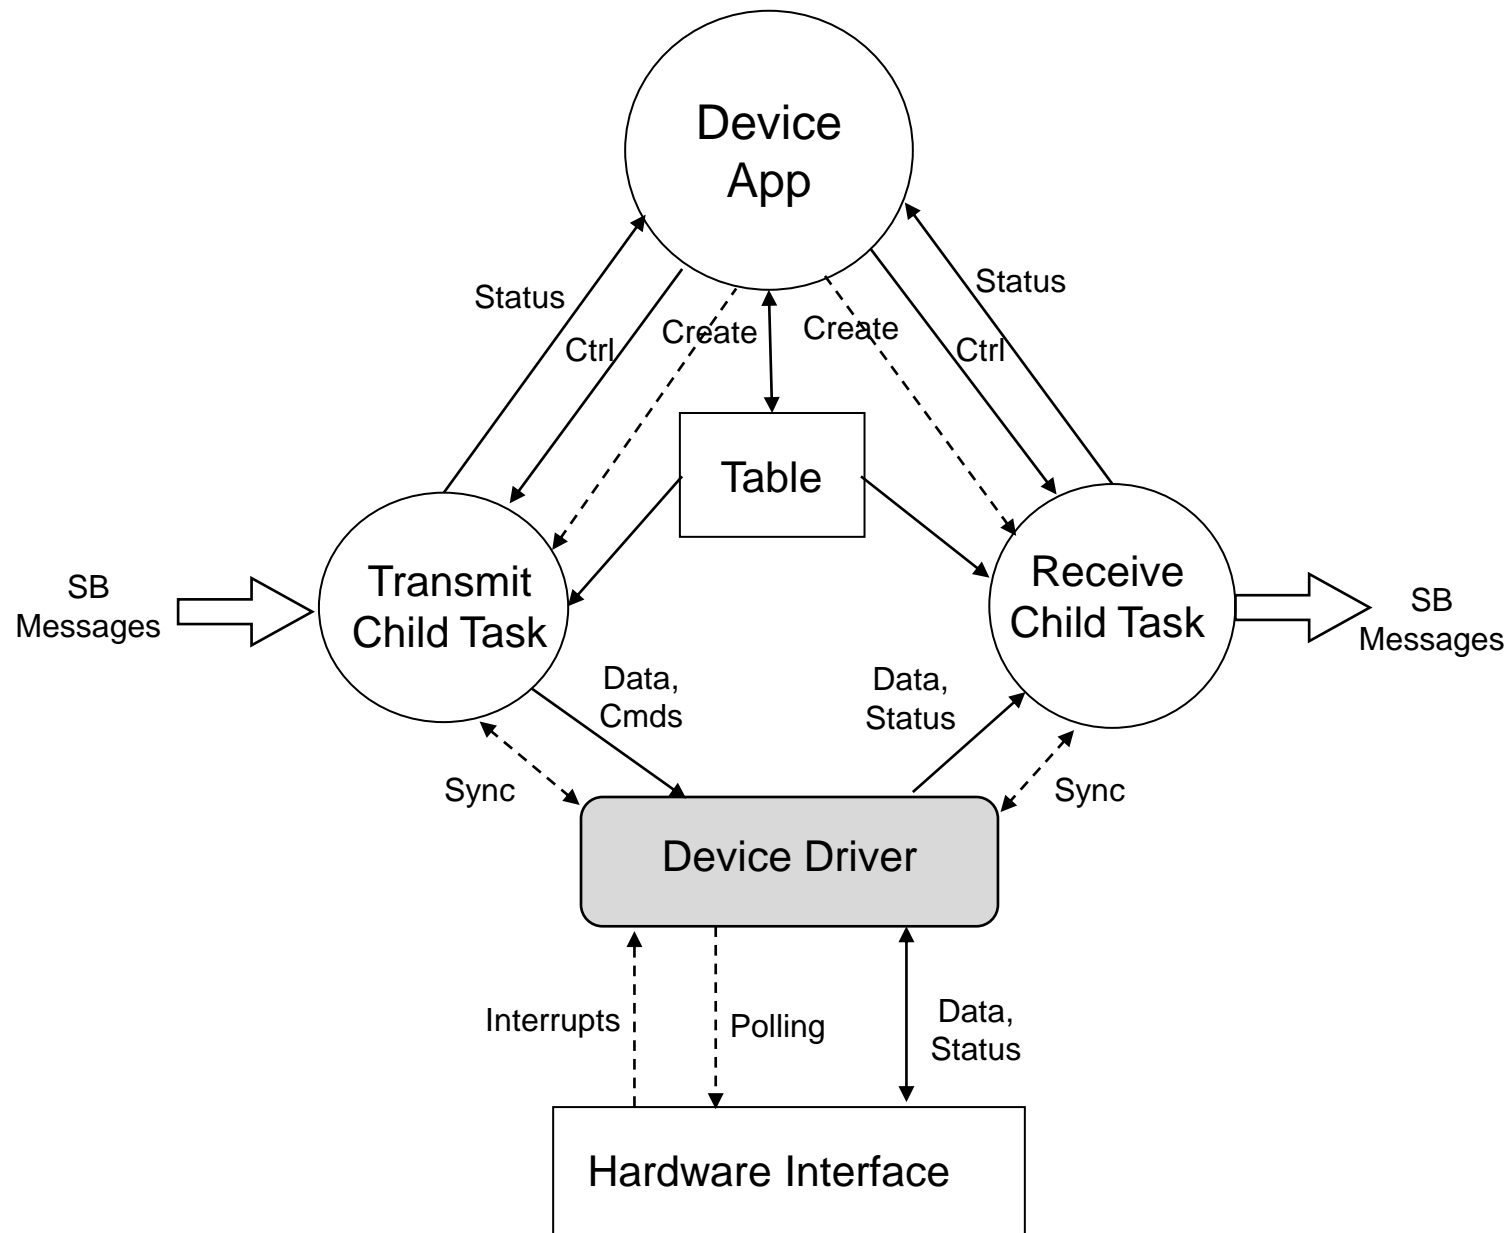 Device
App
Status
Status
Ctrl
Create
Create
Ctrl
Table
SB
Messages
Transmit
Child Task
Receive
Child Task
SB
Messages
Data,
Cmds
Data,
Status
Sync
Sync
Device Driver
Interrupts
Polling
Data,
Status
Hardware Interface